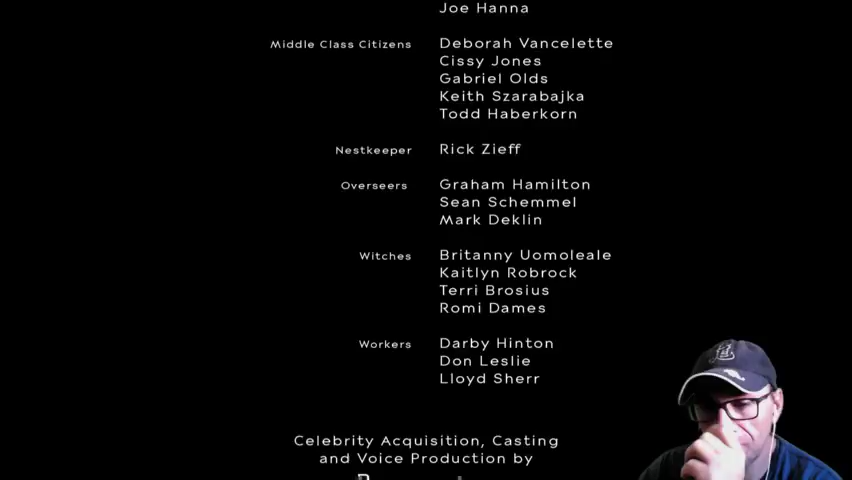 Joe Hanna
Middle Class Citizens Deborah Vancelette
Cissy Jones
Gabriel Olds
Keith Szarabajka
Todd Haberkorn
Nestkeeper Rick Zieff
Overseers Graham Hamilton
Sean Schemmel
Mark Deklin
Witches Britanny Uomoleale
Kaitlyn Robrock
Terri Brosius
Romi Dames
Workers Darby Hinton
Don Leslie
Lloyd Sherr
Celebrity Acquisition, Casting
and Voice Production by